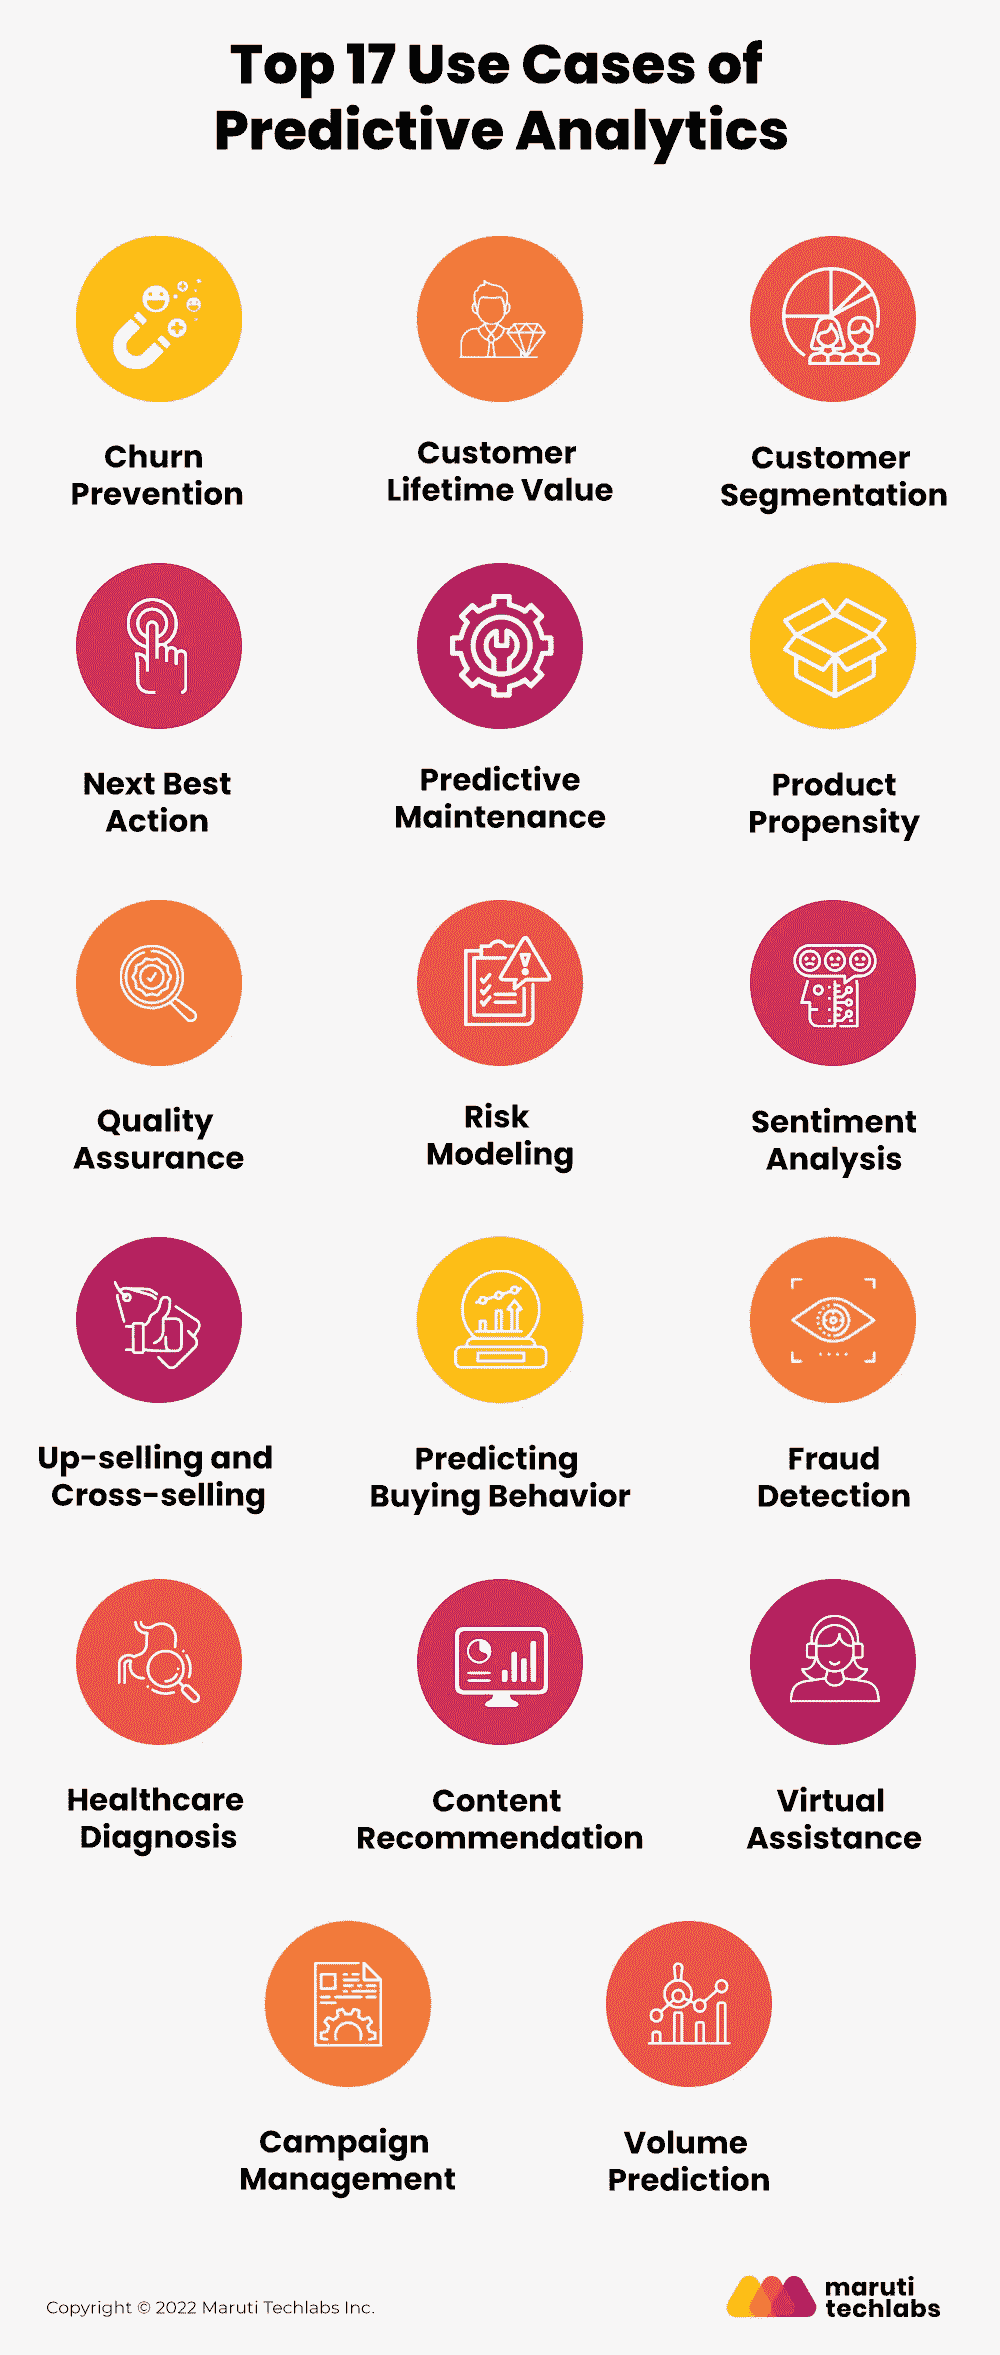 Top 17 Use Cases of
Predictive Analytics
Churn
Prevention
Customer
Lifetime Value
Customer
Segmentation
Next Best
Action
Predictive
Maintenance
Product
Propensity
Quality
Assurance
Risk
Modeling
Sentiment
Analysis
Up-selling and
Cross-selling
Predicting
Buying Behavior
Fraud
Detection
Healthcare
Diagnosis
Content
Recommendation
Virtual
Assistance
Campaign
Management
Volume
Prediction
Copyright © 2022 Maruti Techlabs Inc.
maruti
techlabs